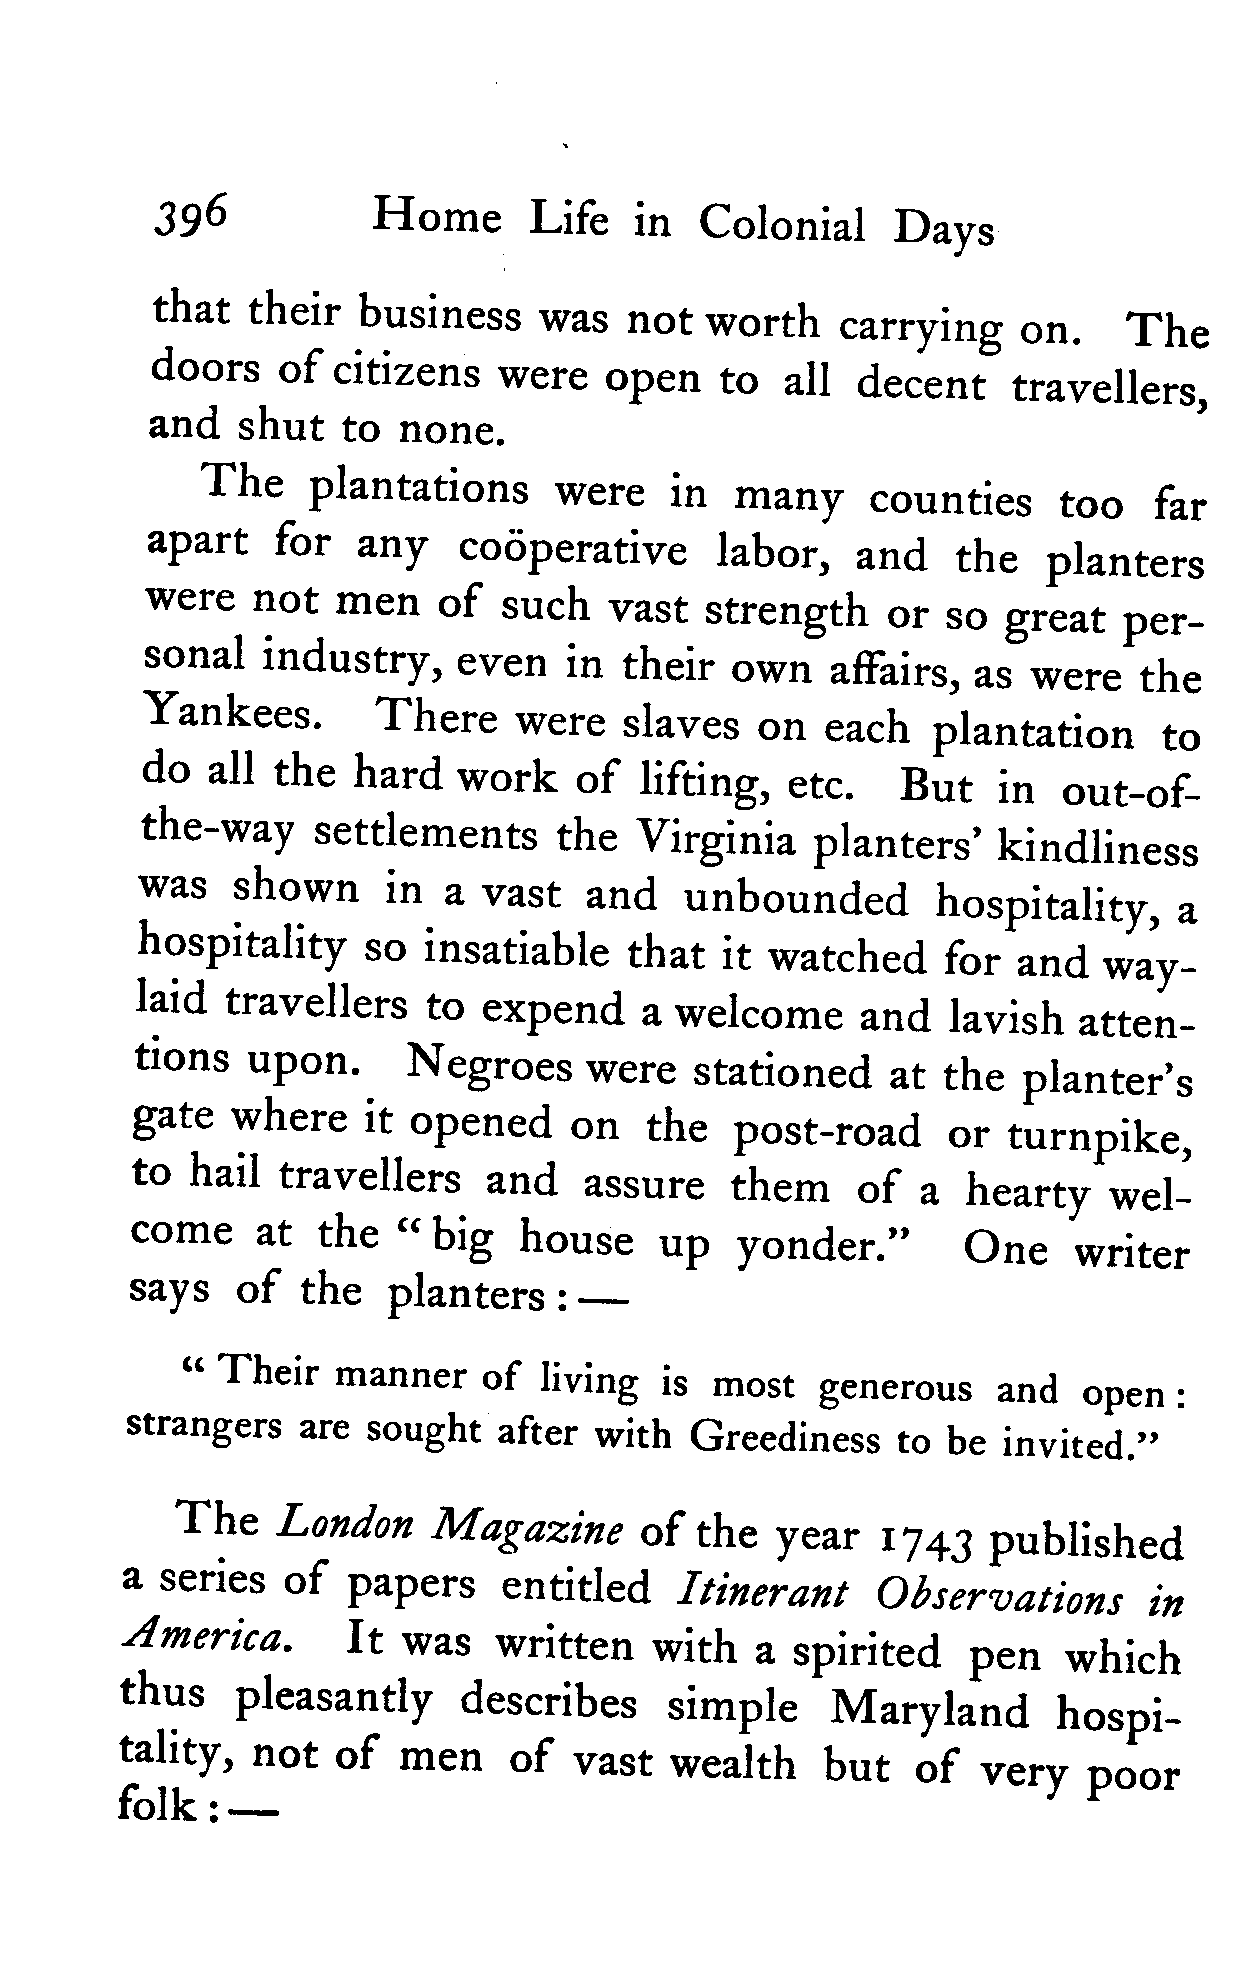 396 Home Life in Colonial Days
that their business was not worth carrying on. The
doors of citizens were open to all decent travellers,
and shut to none.
The plantations were in many counties too far
apart for any coöperative labor, and the planters
were not men of such vast strength or so great per-
sonal industry, even in their own affairs, as were the
Yankees. There were slaves on each plantation to
do all the hard work of lifting, etc. But in out-of-
the-way settlements the Virginia planters' kindliness
was shown in a vast and unbounded hospitality, a
hospitality so insatiable that it watched for and way-
laid travellers to expend a welcome and lavish atten-
tions upon. Negroes were stationed at the planter's
gate where it opened on the post-road or turnpike,
to hail travellers and assure them of a hearty wel-
come at the "big house up yonder." One writer
says of the planters:—
"Their manner of living is most generous and open:
strangers are sought after with Greediness to be invited."
The London Magazine of the year 1743 published
a series of papers entitled Itinerant Observations in
America. It was written with a spirited pen which
thus pleasantly describes simple Maryland hospi-
tality, not of men of vast wealth but of very poor
folk:—